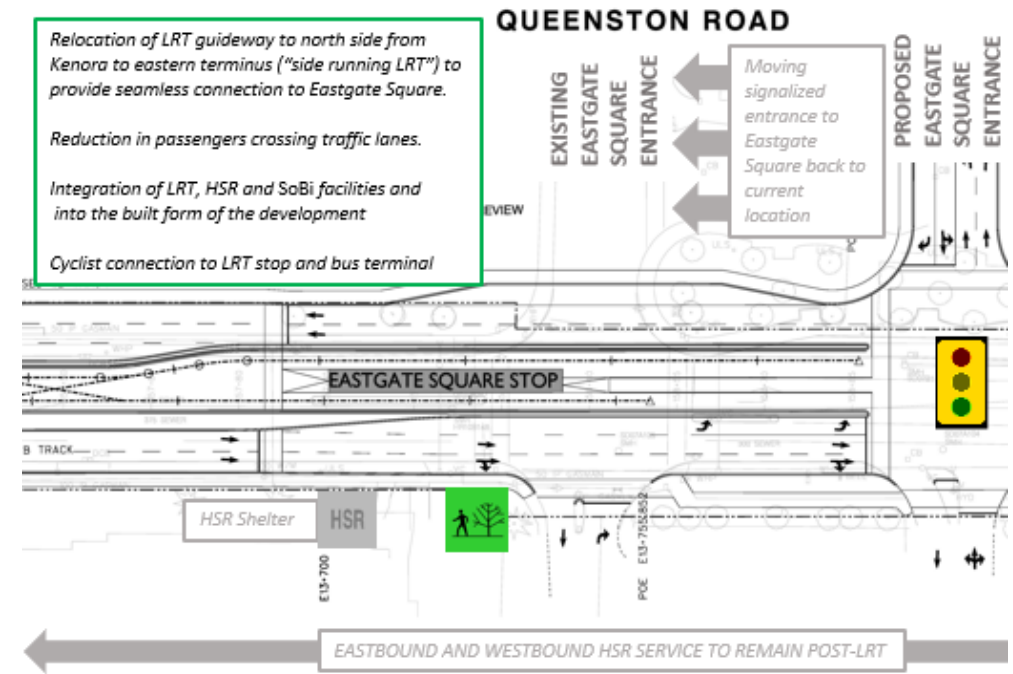 QUEENSTON ROAD
Relocation of LRT guideway to north side from
Kenora to eastern terminus (“side running LRT”) to
provide seamless connection to Eastgate Square.
Reduction in passengers crossing traffic lanes.
Integration of LRT, HSR and SoBi facilities and
into the built form of the development
Cyclist connection to LRT stop and bus terminal
EXISTING
EASTGATE
SQUARE
ENTRANCE
Moving
signalized
entrance to
Eastgate
Square back to
current
location
PROPOSED
EASTGATE
SQUARE
ENTRANCE
EVIEW
EASTGATE SQUARE STOP
B TRACK
HSR Shelter
HSR
E13+700
POE E13+755.852
EASTBOUND AND WESTBOUND HSR SERVICE TO REMAIN POST-LRT